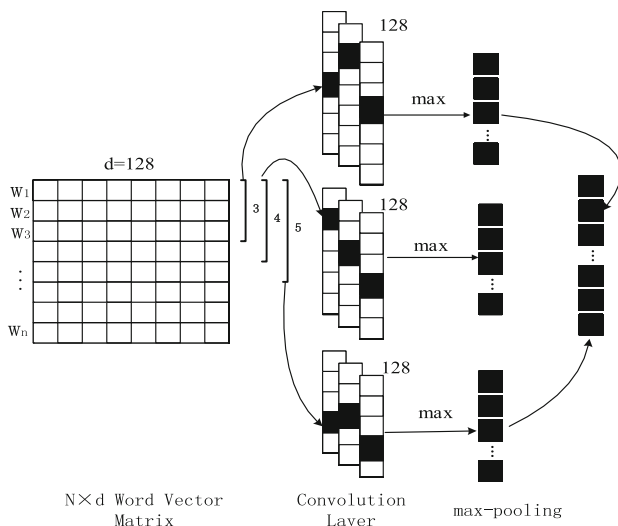 128
max
d=128
W1
W2
W3
Wn
3
4
5
128
max
128
max
N×d Word Vector
Matrix
Convolution
Layer
max-pooling